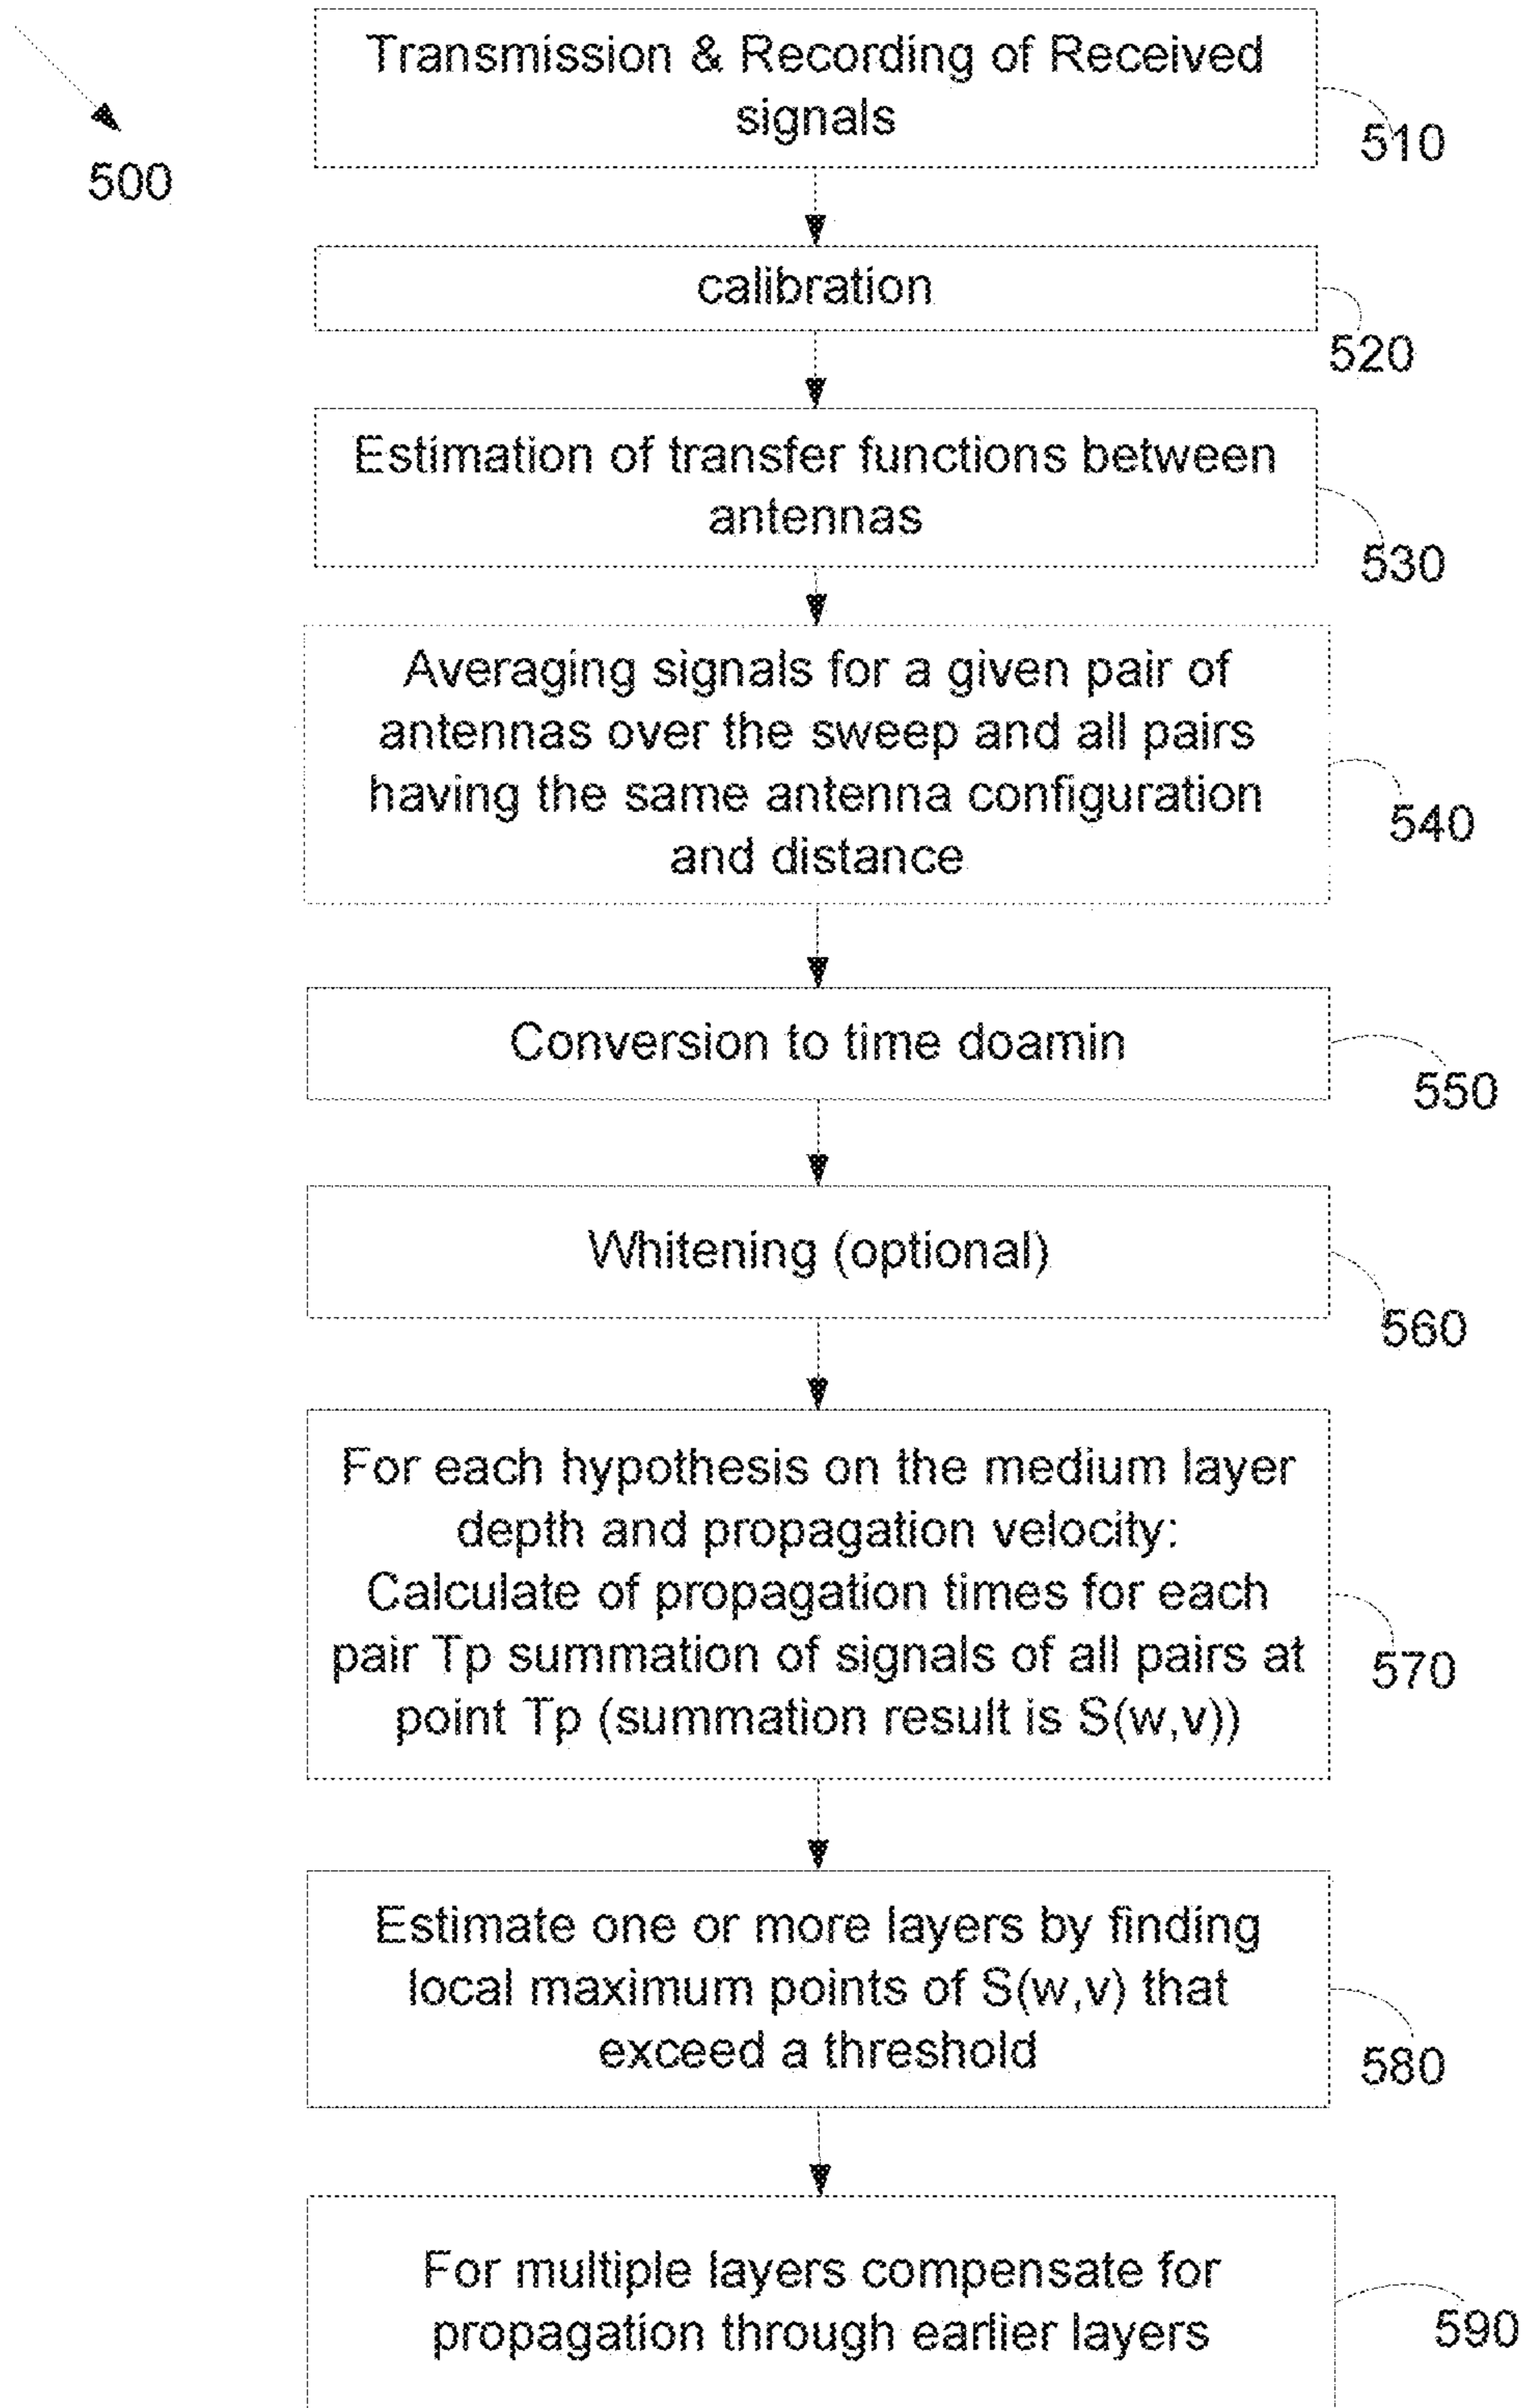 Transmission & Recording of Received
signals
510
500
calibration
520
Estimation of transfer functions between
antennas
530
Averaging signals for a given pair of
antennas over the sweep and all pairs
having the same antenna configuration
and distance
540
Conversion to time doamin
550
Whitening (optional)
560
For each hypothesis on the medium layer
depth and propagation velocity:
Calculate of propagation times for each
pair Tp summation of signals of all pairs at
point Tp (summation result is S(w,v))
570
Estimate one or more layers by finding
local maximum points of S(w,v) that
exceed a threshold
580
For multiple layers compensate for
propagation through earlier layers
590